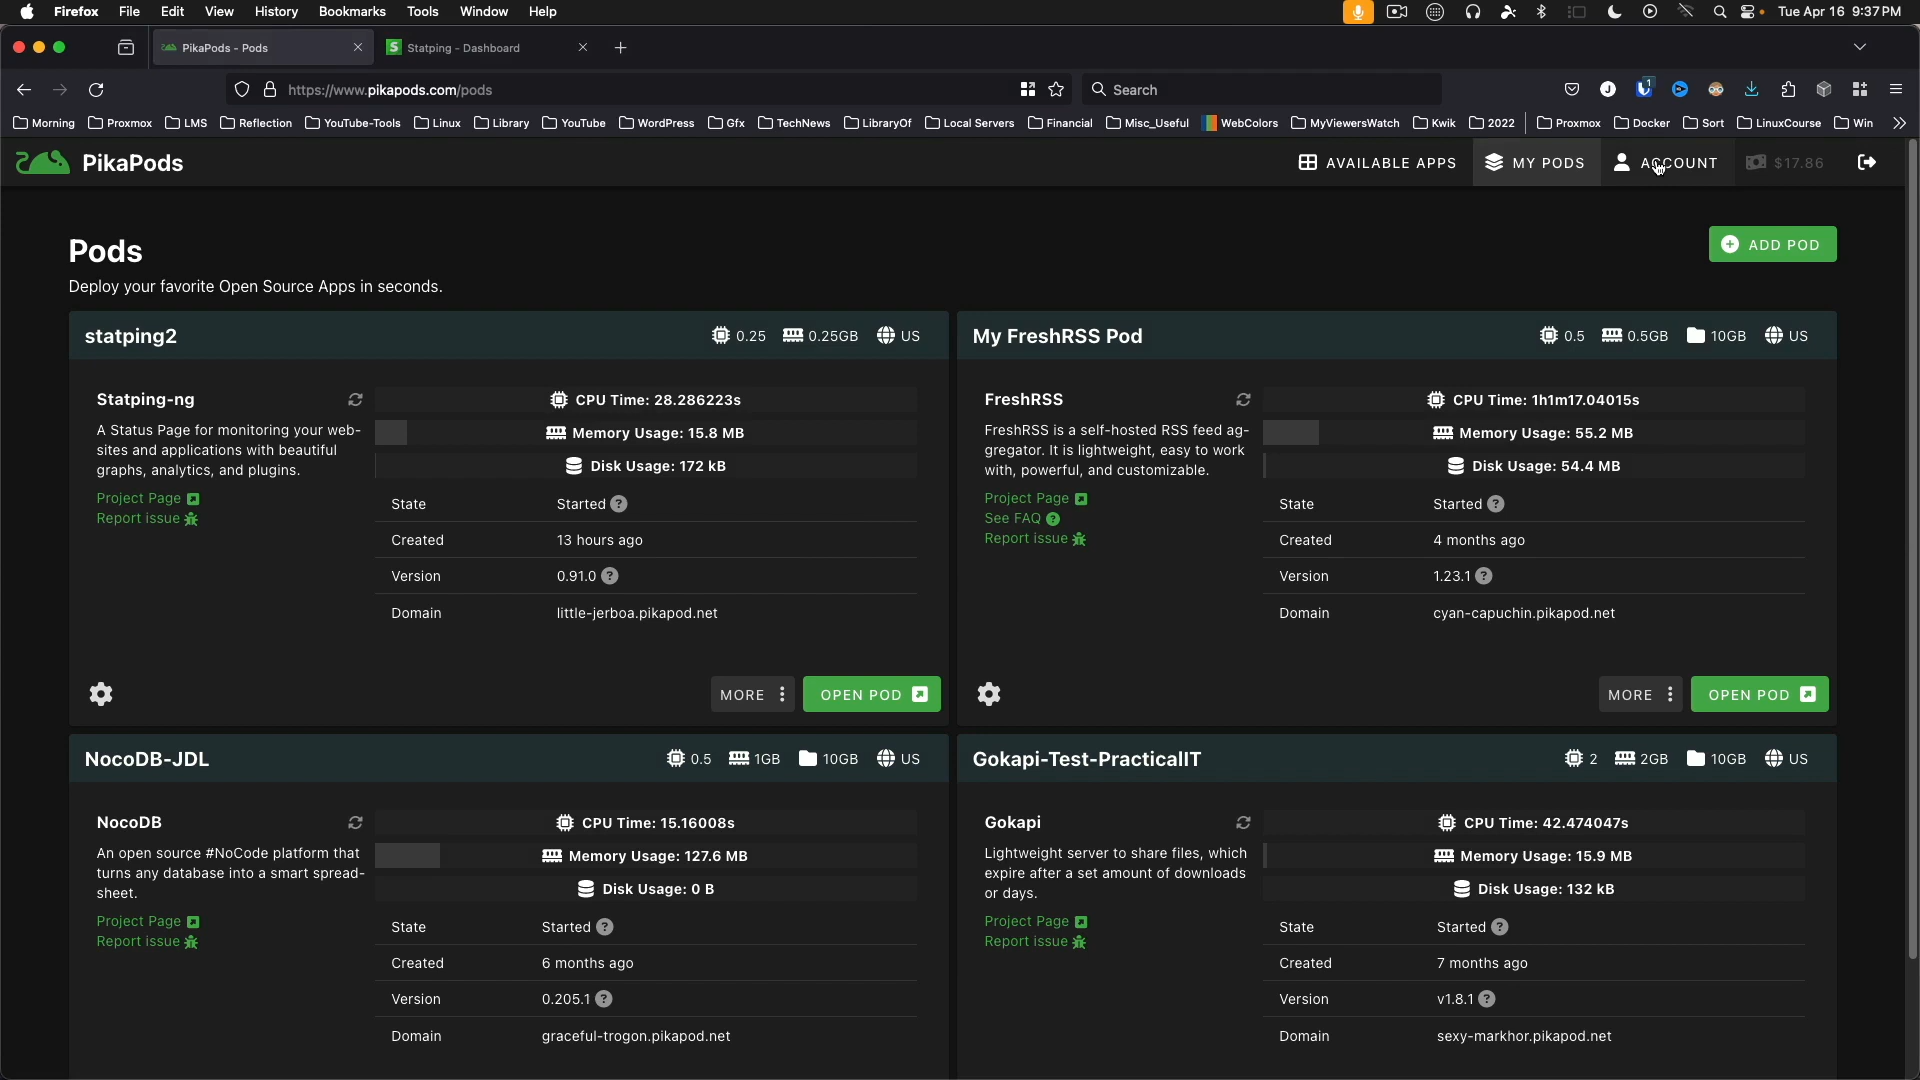 Firefox File Edit View History Bookmarks Tools Window Help Tue Apr 16 9:37 PM
PikaPods - Pods Statping - Dashboard
https://www.pikapods.com/pods Search 1
Morning Proxmox LMS Reflection YouTube-Tools Linux Library YouTube WordPress Gfx TechNews LibraryOf Local Servers Financial Misc_Useful WebColors MyViewersWatch Kwik 2022 Proxmox Docker Sort LinuxCourse Win
PikaPods AVAILABLE APPS MY PODS ACCOUNT $17.86
Pods
ADD POD
Deploy your favorite Open Source Apps in seconds.
statping2 0.25 0.25GB US
Statping-ng
A Status Page for monitoring your web-
sites and applications with beautiful
graphs, analytics, and plugins.
Project Page
Report issue
CPU Time: 28.286223s
Memory Usage: 15.8 MB
Disk Usage: 172 kB
State Started ?
Created 13 hours ago
Version 0.91.0 ?
Domain little-jerboa.pikapod.net
MORE OPEN POD
My FreshRSS Pod 0.5 0.5GB 10GB US
FreshRSS
FreshRSS is a self-hosted RSS feed ag-
gregator. It is lightweight, easy to work
with, powerful, and customizable.
Project Page
See FAQ ?
Report issue
CPU Time: 1h1m17.04015s
Memory Usage: 55.2 MB
Disk Usage: 54.4 MB
State Started ?
Created 4 months ago
Version 1.23.1 ?
Domain cyan-capuchin.pikapod.net
MORE OPEN POD
NocoDB-JDL 0.5 1GB 10GB US
NocoDB
An open source #NoCode platform that
turns any database into a smart spread-
sheet.
Project Page
Report issue
CPU Time: 15.16008s
Memory Usage: 127.6 MB
Disk Usage: 0 B
State Started ?
Created 6 months ago
Version 0.205.1 ?
Domain graceful-trogon.pikapod.net
Gokapi-Test-PracticalIT 2 2GB 10GB US
Gokapi
Lightweight server to share files, which
expire after a set amount of downloads
or days.
Project Page
Report issue
CPU Time: 42.474047s
Memory Usage: 15.9 MB
Disk Usage: 132 kB
State Started ?
Created 7 months ago
Version v1.8.1 ?
Domain sexy-markhor.pikapod.net